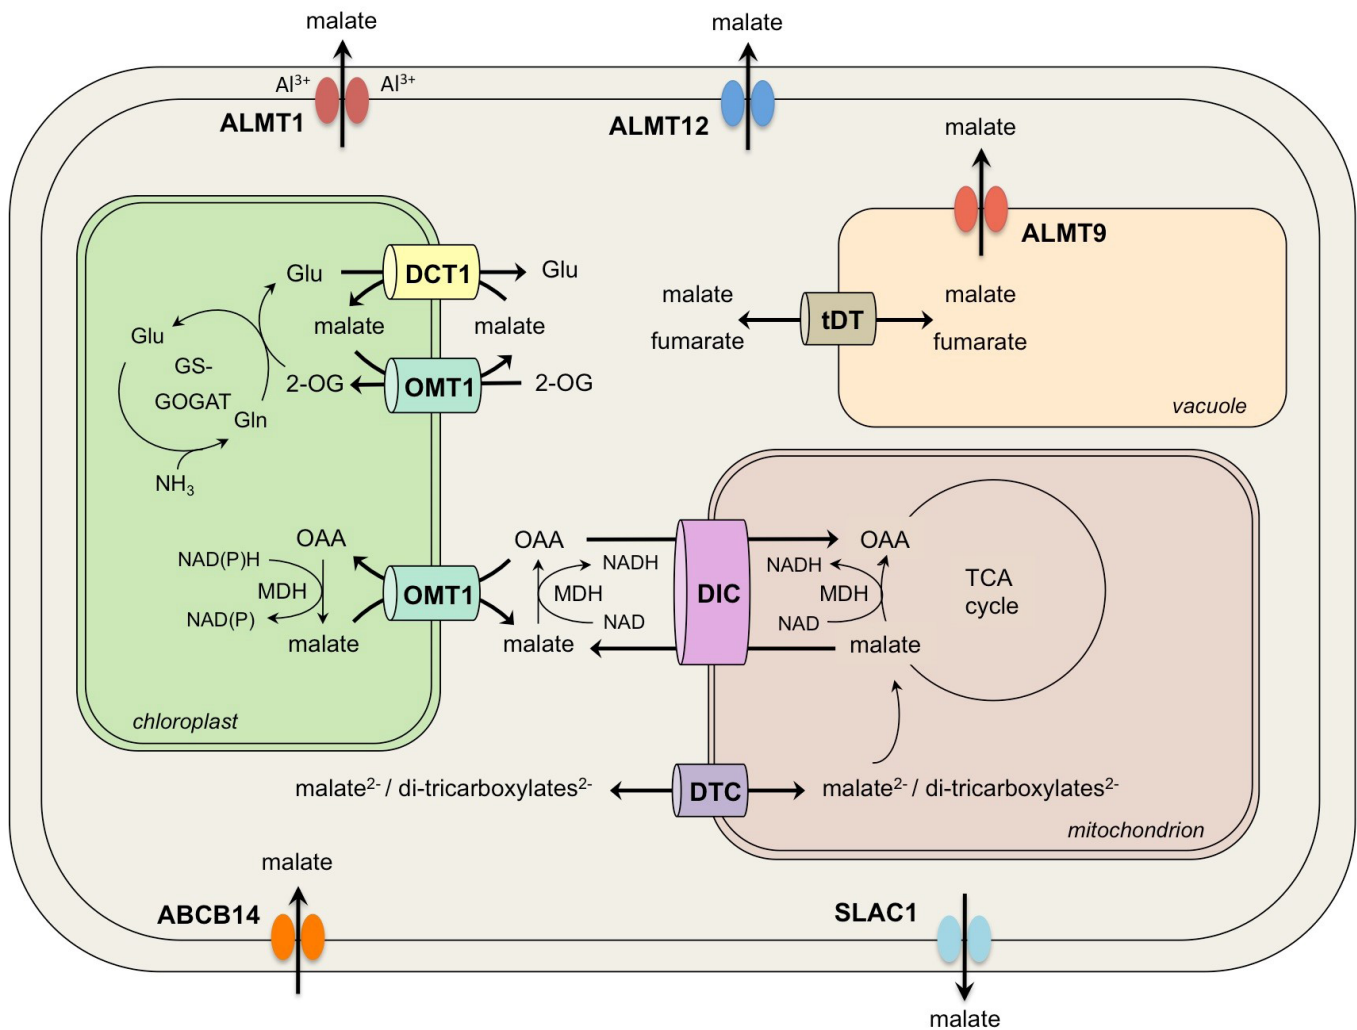 malate
malate
Al³⁺
Al³⁺
ALMT1
ALMT12
malate
ALMT9
Glu
DCT1
Glu
malate
malate
Glu
GS-
GOGAT
Gln
2-OG
OMT1
2-OG
NH₃
malate
fumarate
tDT
malate
fumarate
vacuole
OAA
NAD(P)H
MDH
NAD(P)
malate
OMT1
OAA
NADH
MDH
NAD
malate
DIC
OAA
NADH
MDH
NAD
malate
TCA
cycle
chloroplast
malate²⁻ / di-tricarboxylates²⁻
DTC
malate²⁻ / di-tricarboxylates²⁻
mitochondrion
malate
ABCB14
SLAC1
malate